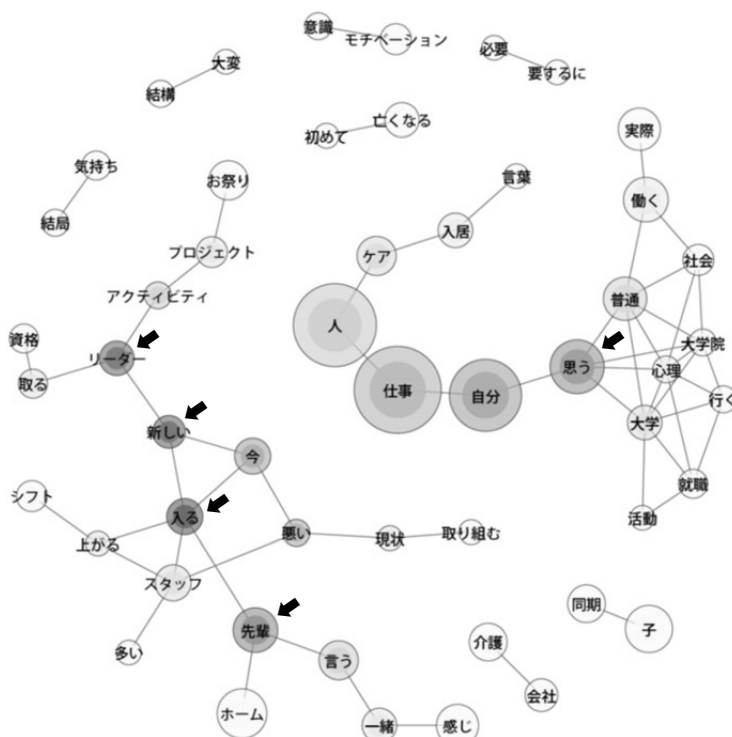 意識
モチベーション
必要
要するに
大変
結構
亡くなる
初めて
実際
気持ち
結局
お祭り
言葉
働く
入居
プロジェクト
ケア
社会
アクティビティ
普通
人
資格
リーダー
大学院
取る
思う
心理
仕事
自分
行く
新しい
大学
今
就職
シフト
入る
活動
上がる
悪い
現状
取り組む
スタッフ
同期
子
先輩
多い
言う
介護
会社
ホーム
一緒
感じ